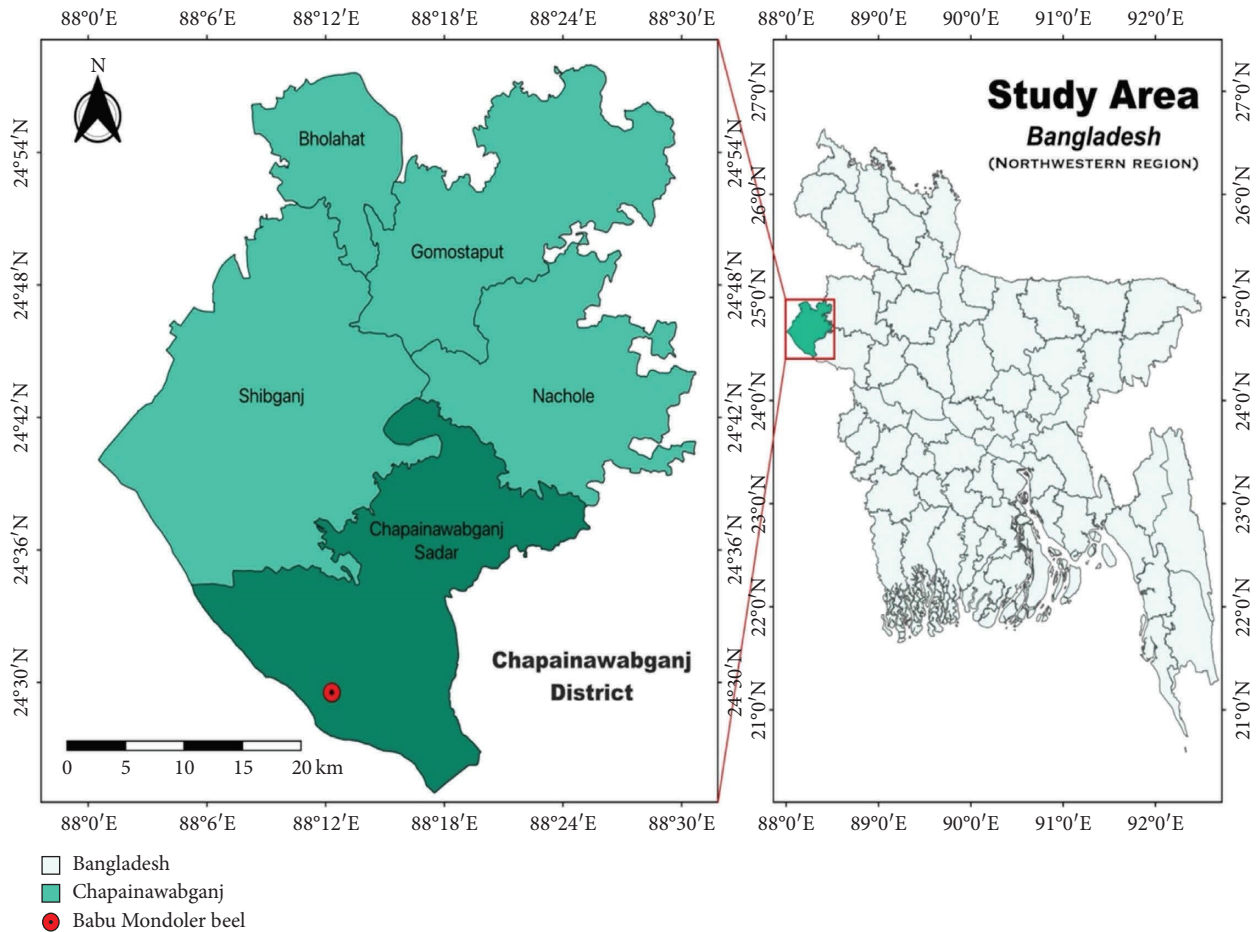 88°0′E 88°6′E 88°12′E 88°18′E 88°24′E 88°30′E
88°0′E 89°0′E 90°0′E 91°0′E 92°0′E
N
24°54′N
24°48′N
24°42′N
24°36′N
24°30′N
Bholahat
Gomostaput
Shibganj
Nachole
Chapainawabganj
Sadar
Chapainawabganj
District
0 5 10 15 20 km
24°54′N
24°48′N
24°42′N
24°36′N
24°30′N
88°0′E 88°6′E 88°12′E 88°18′E 88°24′E 88°30′E
27°0′N
26°0′N
25°0′N
24°0′N
23°0′N
22°0′N
21°0′N
Study Area
Bangladesh
(NORTHWESTERN REGION)
27°0′N
26°0′N
25°0′N
24°0′N
23°0′N
22°0′N
21°0′N
88°0′E 89°0′E 90°0′E 91°0′E 92°0′E
Bangladesh
Chapainawabganj
Babu Mondoler beel